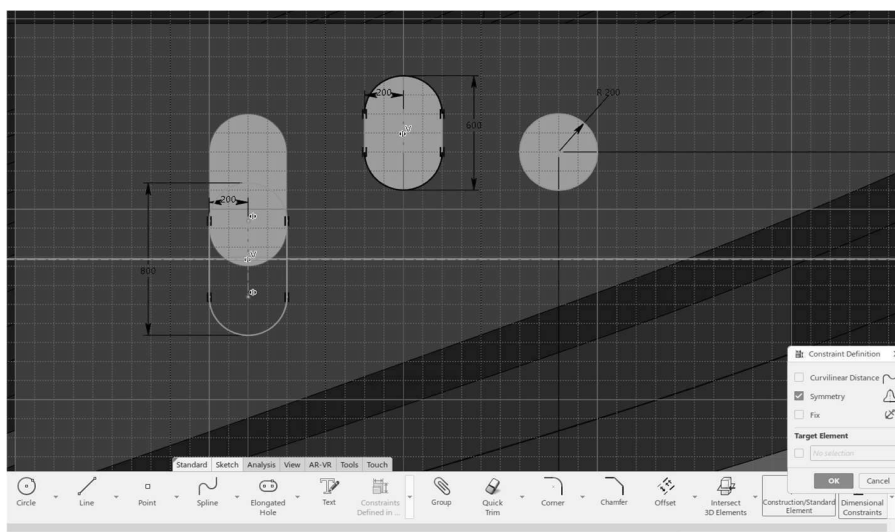 200
600
R 200
200
800
V
V
Constraint Definition
Curvilinear Distance
Symmetry
Fix
Target Element
No selection
OK Cancel
Standard Sketch Analysis View AR-VR Tools Touch
Circle Line Point Spline Elongated Hole Text Constraints Defined in ... Group Quick Trim Corner Chamfer Offset Intersect 3D Elements Construction/Standard Element Dimensional Constraints